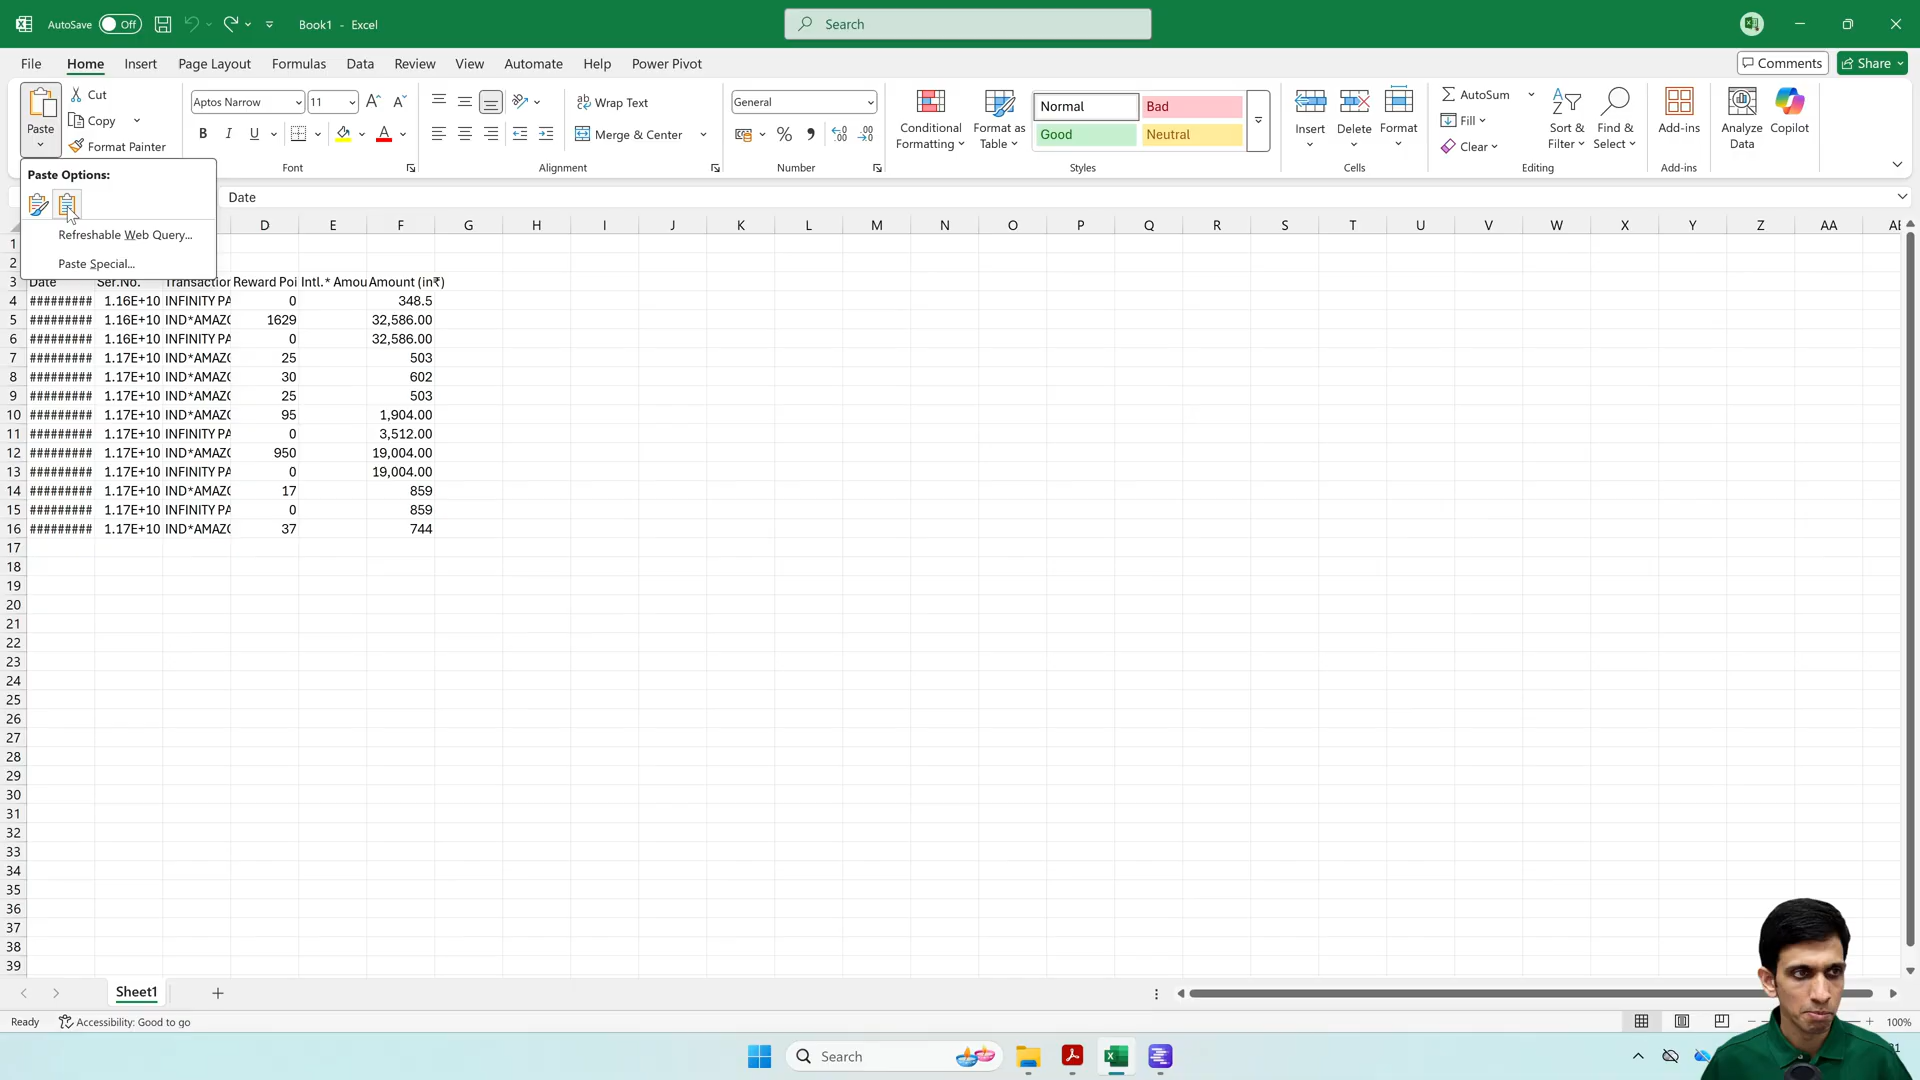 AutoSave Off Book1 - Excel Search
File Home Insert Page Layout Formulas Data Review View Automate Help Power Pivot Comments Share
Paste Cut Copy Format Painter
Aptos Narrow 11
B I U A
Wrap Text
Merge & Center
General
Conditional Formatting
Format as Table
Normal Bad
Good Neutral
Insert Delete Format
AutoSum
Fill
Clear
Sort & Filter
Find & Select
Add-ins
Analyze Data
Copilot
Font Alignment Number Styles Cells Editing Add-ins
Paste Options:
Refreshable Web Query...
Paste Special...
Date
D E F G H I J K L M N O P Q R S T U V W X Y Z AA
1
2
3 Date Ser.No. Transaction Reward Poi Intl.* Amou Amount (in₹)
4 ######### 1.16E+10 INFINITY PA 0 348.5
5 ######### 1.16E+10 IND*AMAZO 1629 32,586.00
6 ######### 1.16E+10 INFINITY PA 0 32,586.00
7 ######### 1.17E+10 IND*AMAZO 25 503
8 ######### 1.17E+10 IND*AMAZO 30 602
9 ######### 1.17E+10 IND*AMAZO 25 503
10 ######### 1.17E+10 IND*AMAZO 95 1,904.00
11 ######### 1.17E+10 INFINITY PA 0 3,512.00
12 ######### 1.17E+10 IND*AMAZO 950 19,004.00
13 ######### 1.17E+10 INFINITY PA 0 19,004.00
14 ######### 1.17E+10 IND*AMAZO 17 859
15 ######### 1.17E+10 INFINITY PA 0 859
16 ######### 1.17E+10 IND*AMAZO 37 744
17
18
19
20
21
22
23
24
25
26
27
28
29
30
31
32
33
34
35
36
37
38
39
Sheet1
Ready Accessibility: Good to go 100%
Search